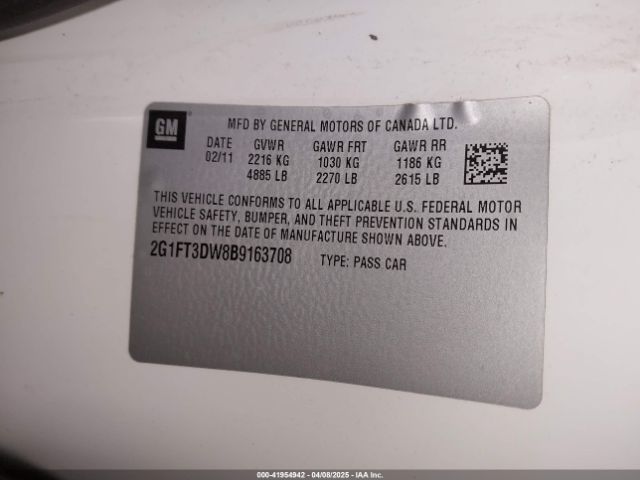 GM
MFD BY GENERAL MOTORS OF CANADA LTD.
DATE GVWR GAWR FRT GAWR RR
02/11 2216 KG 1030 KG 1186 KG
4885 LB 2270 LB 2615 LB
THIS VEHICLE CONFORMS TO ALL APPLICABLE U.S. FEDERAL MOTOR
VEHICLE SAFETY, BUMPER, AND THEFT PREVENTION STANDARDS IN
EFFECT ON THE DATE OF MANUFACTURE SHOWN ABOVE.
2G1FT3DW8B9163708 TYPE: PASS CAR
000-41954942 - 04/08/2025 - IAA Inc.